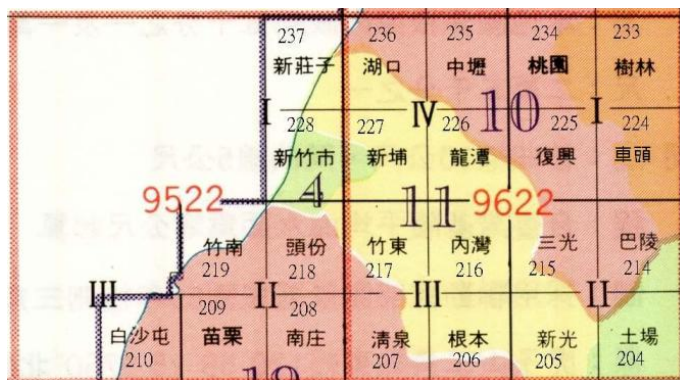 237 236 235 234 233
新莊子 湖口 中壢 桃園 樹林
I IV 10 I
228 227 226 225 224
新竹市 新埔 龍潭 復興 車頭
9522 4 11 9622
竹南 頭份 竹東 內灣 三光 巴陵
219 218 217 216 215 214
III II III II
209 208
白沙屯 苗栗 南庄 清泉 根本 新光 土場
210 207 206 205 204